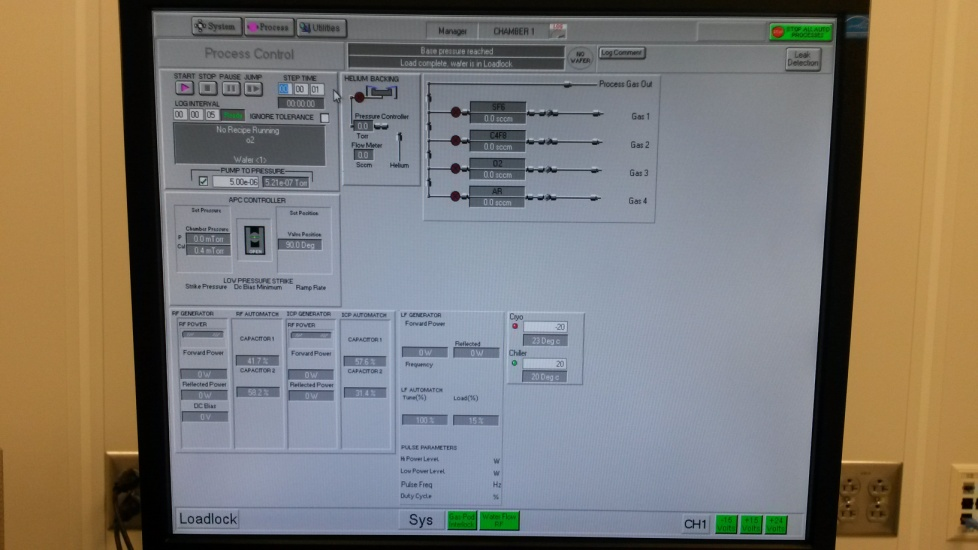 System Process Utilities
Manager CHAMBER 1
STOP ALL AUTO PROCESSES
Process Control
Base pressure reached
Load complete, wafer is in Loadlock.
NO WAFER
Log Comment
Leak Detection
START STOP PAUSE JUMP STEP TIME
00 00 01
00:00:00
LOG INTERVAL
00 00 05
IGNORE TOLERANCE
No Recipe Running
o2
Wafer <1>
PUMP TO PRESSURE
5.00e-06 5.21e-07 Torr
HELIUM BACKING
Pressure Controller
0.0
Torr
Flow Meter
0.0
Sccm Helium
Process Gas Out
SF6
0.0 sccm
Gas 1
C4F8
0.0 sccm
Gas 2
O2
0.0 sccm
Gas 3
AR
0.0 sccm
Gas 4
APC CONTROLLER
Set Pressure Set Position
Chamber Pressure
P 0.0 mTorr
CM 0.4 mTorr
OPEN
Valve Position
90.0 Deg
LOW PRESSURE STRIKE
Strike Pressure Dc Bias Minimum Ramp Rate
RF GENERATOR
RF POWER
Forward Power
0 W
Reflected Power
0 W
DC Bias
0 V
RF AUTOMATCH
CAPACITOR 1
41.7 %
CAPACITOR 2
58.2 %
ICP GENERATOR
RF POWER
Forward Power
0 W
Reflected Power
0 W
ICP AUTOMATCH
CAPACITOR 1
57.6 %
CAPACITOR 2
31.4 %
LF GENERATOR
Forward Power
0 W
Reflected
0 W
Frequency
LF AUTOMATCH
Tune(%) Load(%)
100 % 15 %
PULSE PARAMETERS
Hi Power Level W
Low Power Level W
Pulse Freq Hz
Duty Cycle %
Cryo
-20
23 Deg c
Chiller
20
20 Deg c
Loadlock
Sys
Gas Pod Interlock
Water Flow
CH1
-15 Volts
+15 Volts
+24 Volts